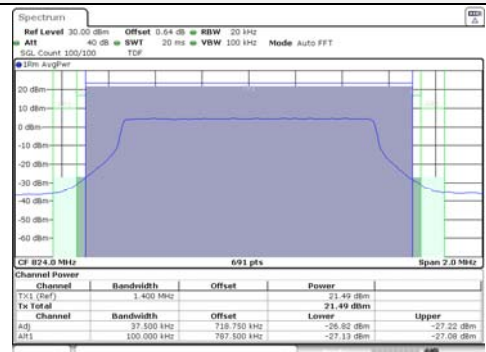 Spectrum
Ref Level 30.00 dBm Offset 0.64 dB RBW 20 kHz
Att 40 dB SWT 20 ms VBW 100 kHz Mode Auto FFT
SGL Count 100/100 TDF
1Rm AvgPwr
20 dBm
10 dBm
0 dBm
-10 dBm
-20 dBm
-30 dBm
-40 dBm
-50 dBm
-60 dBm
CF 824.0 MHz 691 pts Span 2.0 MHz
Channel Power
Channel Bandwidth Offset Power
TX1 (Ref) 1.400 MHz 21.49 dBm
Tx Total 21.49 dBm
Channel Bandwidth Offset Lower Upper
Adj 37.500 kHz 718.750 kHz -26.82 dBm -27.22 dBm
Alt1 100.000 kHz 787.500 kHz -27.13 dBm -27.08 dBm